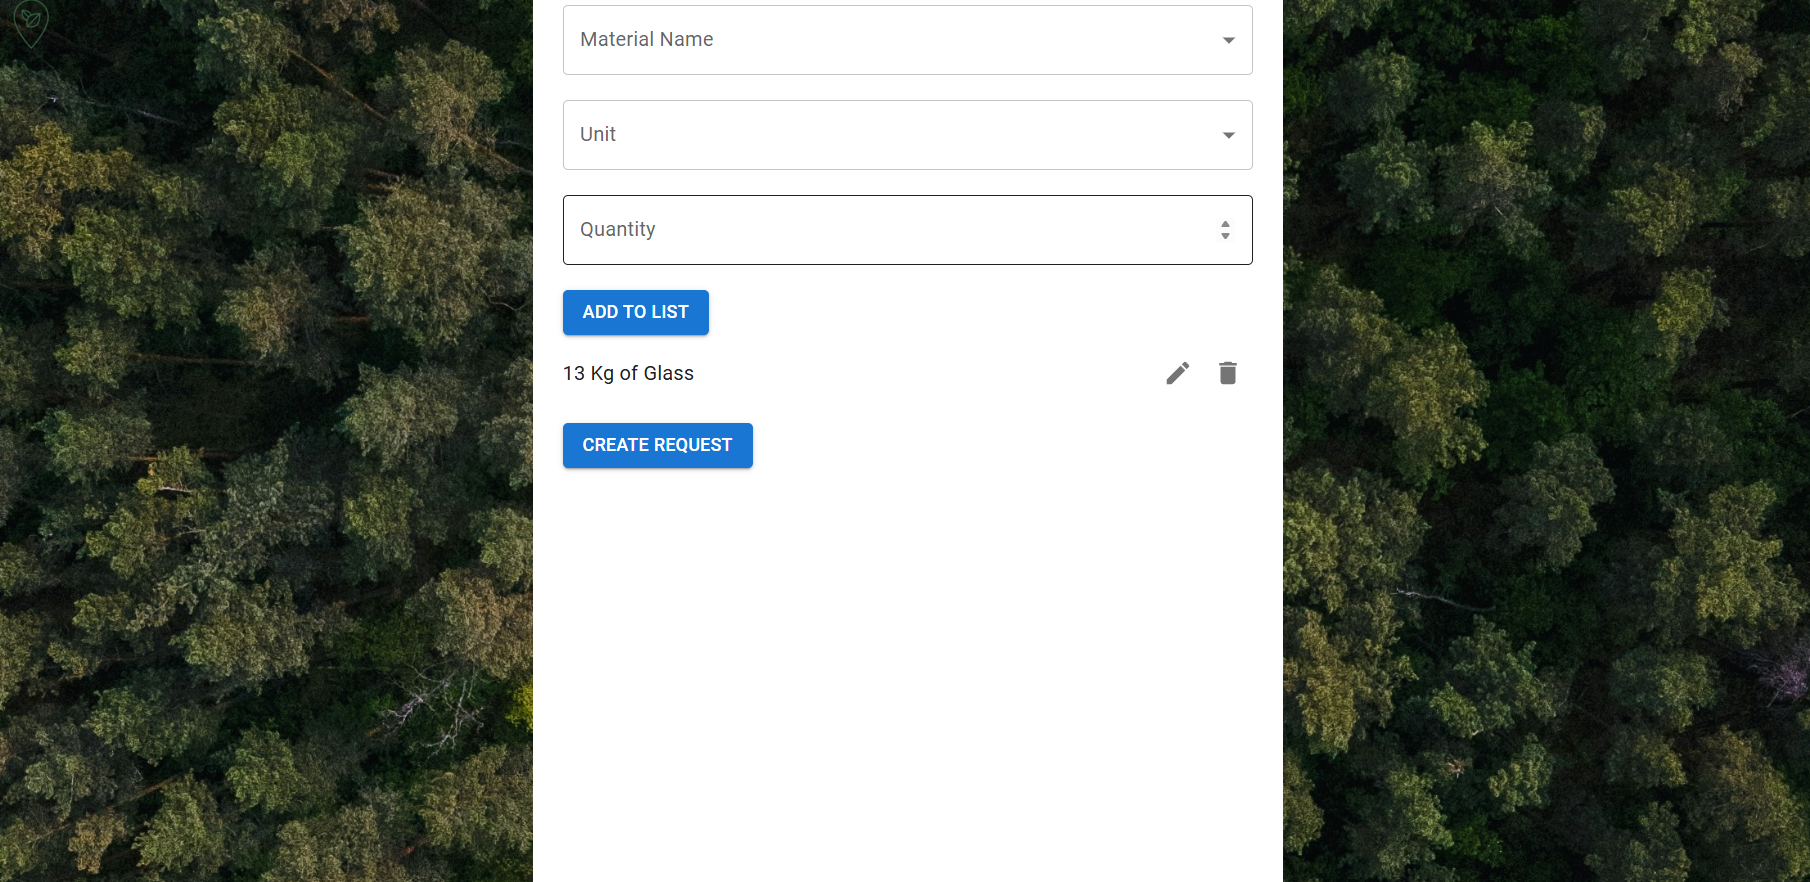 Material Name
Unit
Quantity
ADD TO LIST
13 Kg of Glass
CREATE REQUEST